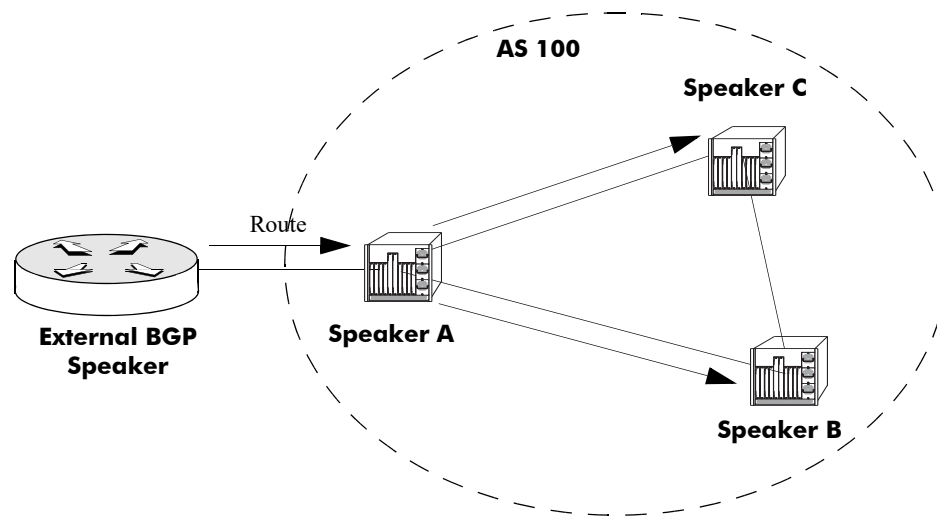 AS 100
Speaker C
Route
External BGP
Speaker
Speaker A
Speaker B